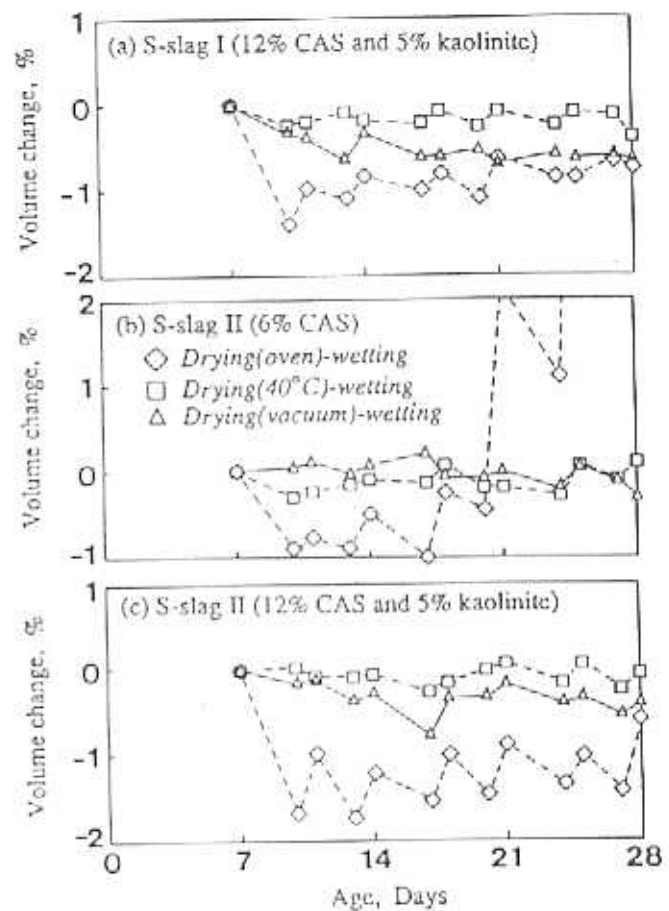 1
(a) S-slag I (12% CAS and 5% kaolinite)
0
-1
-2
Volume change, %
2
(b) S-slag II (6% CAS)
Drying(oven)-wetting
1
Drying(40°C)-wetting
Drying(vacuum)-wetting
0
-1
Volume change, %
1
(c) S-slag II (12% CAS and 5% kaolinite)
0
-1
-2
Volume change, %
0 7 14 21 28
Age, Days